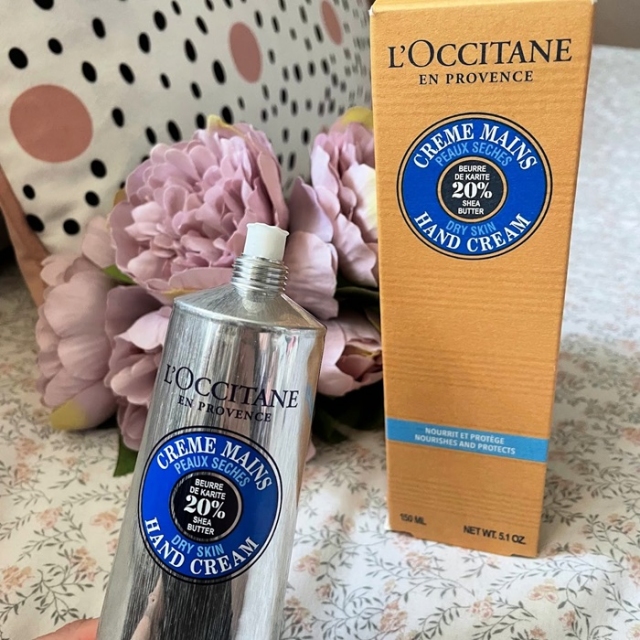 L'OCCITANE
EN PROVENCE
CREME MAINS
PEAUX SÈCHES
BEURRE
DE KARITE
20%
SHEA
BUTTER
DRY SKIN
HAND CREAM
NOURRIT ET PROTÈGE
NOURISHES AND PROTECTS
150 ML NET WT. 5.1 OZ.
L'OCCITANE
EN PROVENCE
CREME MAINS
PEAUX SÈCHES
BEURRE
DE KARITE
20%
SHEA
BUTTER
DRY SKIN
HAND CREAM